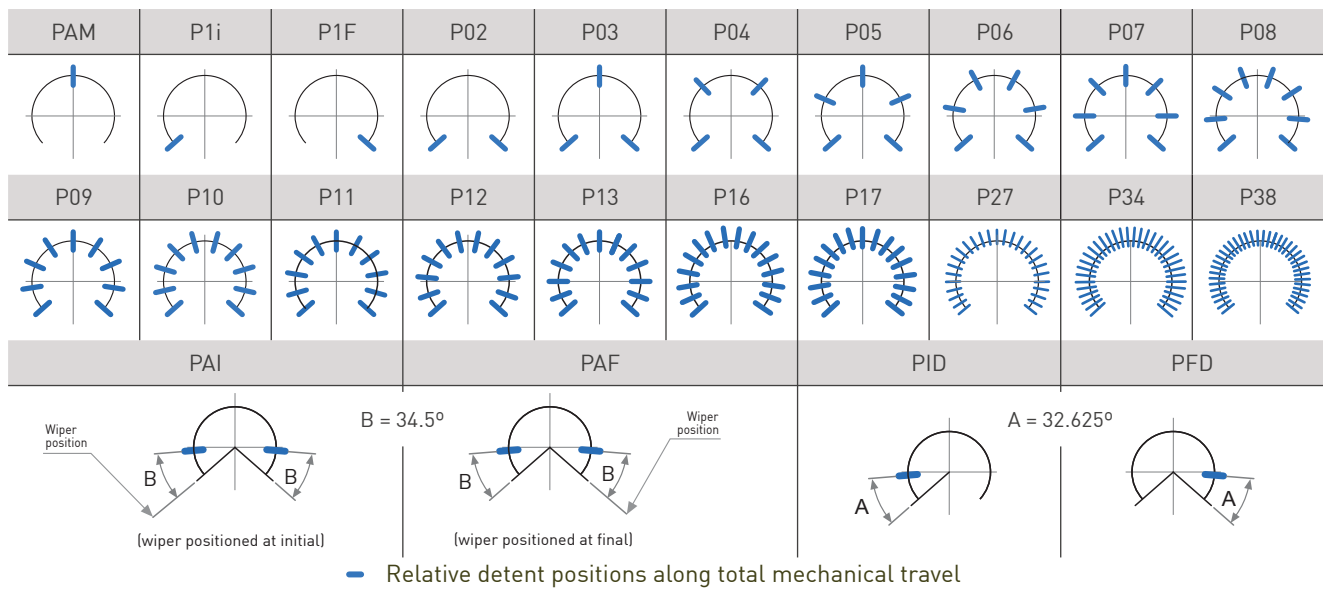 PAM P1i P1F P02 P03 P04 P05 P06 P07 P08
P09 P10 P11 P12 P13 P16 P17 P27 P34 P38
PAI PAF PID PFD
B = 34.5º A = 32.625º
Wiper
position
Wiper
position
B B B B
A A
(wiper positioned at initial) (wiper positioned at final)
Relative detent positions along total mechanical travel